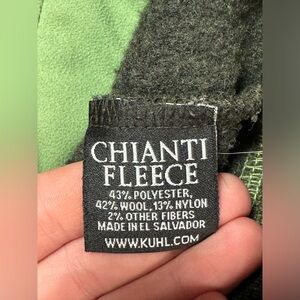 CHIANTI
FLEECE
43% POLYESTER,
42% WOOL, 13% NYLON
2% OTHER FIBERS
MADE IN EL SALVADOR
WWW.KUHL.COM